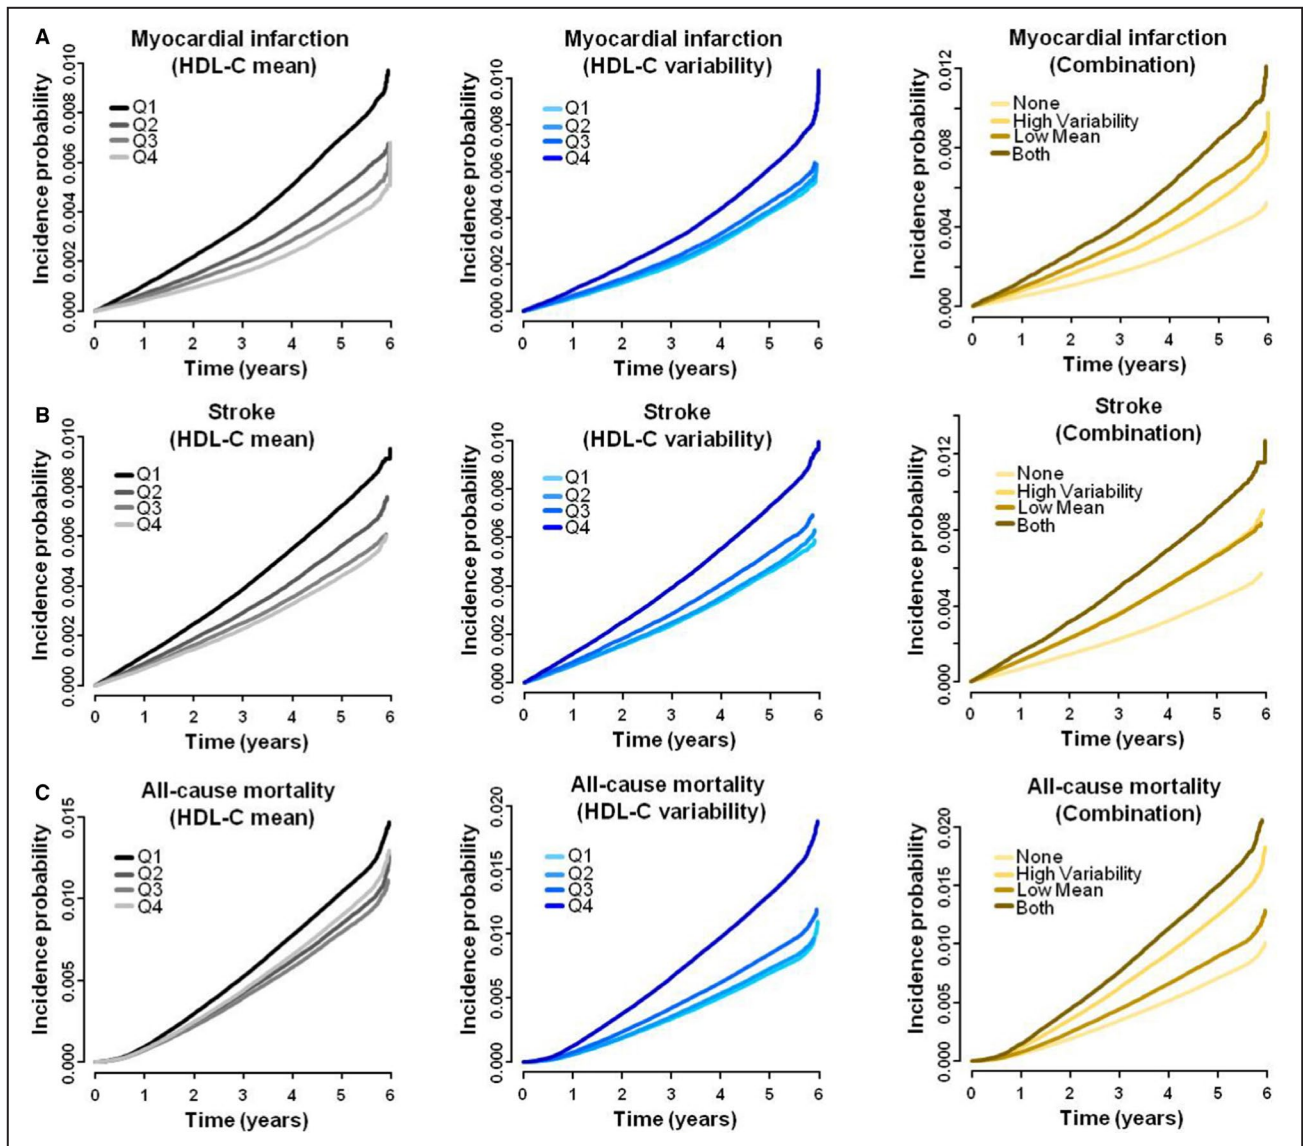 A
Myocardial infarction
(HDL-C mean)
Incidence probability
0.000 0.002 0.004 0.006 0.008 0.010
Q1
Q2
Q3
Q4
0 1 2 3 4 5 6
Time (years)
Myocardial infarction
(HDL-C variability)
Incidence probability
0.000 0.002 0.004 0.006 0.008 0.010
Q1
Q2
Q3
Q4
0 1 2 3 4 5 6
Time (years)
Myocardial infarction
(Combination)
Incidence probability
0.000 0.004 0.008 0.012
None
High Variability
Low Mean
Both
0 1 2 3 4 5 6
Time (years)
B
Stroke
(HDL-C mean)
Incidence probability
0.000 0.002 0.004 0.006 0.008 0.010
Q1
Q2
Q3
Q4
0 1 2 3 4 5 6
Time (years)
Stroke
(HDL-C variability)
Incidence probability
0.000 0.002 0.004 0.006 0.008 0.010
Q1
Q2
Q3
Q4
0 1 2 3 4 5 6
Time (years)
Stroke
(Combination)
Incidence probability
0.000 0.004 0.008 0.012
None
High Variability
Low Mean
Both
0 1 2 3 4 5 6
Time (years)
C
All-cause mortality
(HDL-C mean)
Incidence probability
0.000 0.005 0.010 0.015
Q1
Q2
Q3
Q4
0 1 2 3 4 5 6
Time (years)
All-cause mortality
(HDL-C variability)
Incidence probability
0.000 0.005 0.010 0.015 0.020
Q1
Q2
Q3
Q4
0 1 2 3 4 5 6
Time (years)
All-cause mortality
(Combination)
Incidence probability
0.000 0.005 0.010 0.015 0.020
None
High Variability
Low Mean
Both
0 1 2 3 4 5 6
Time (years)